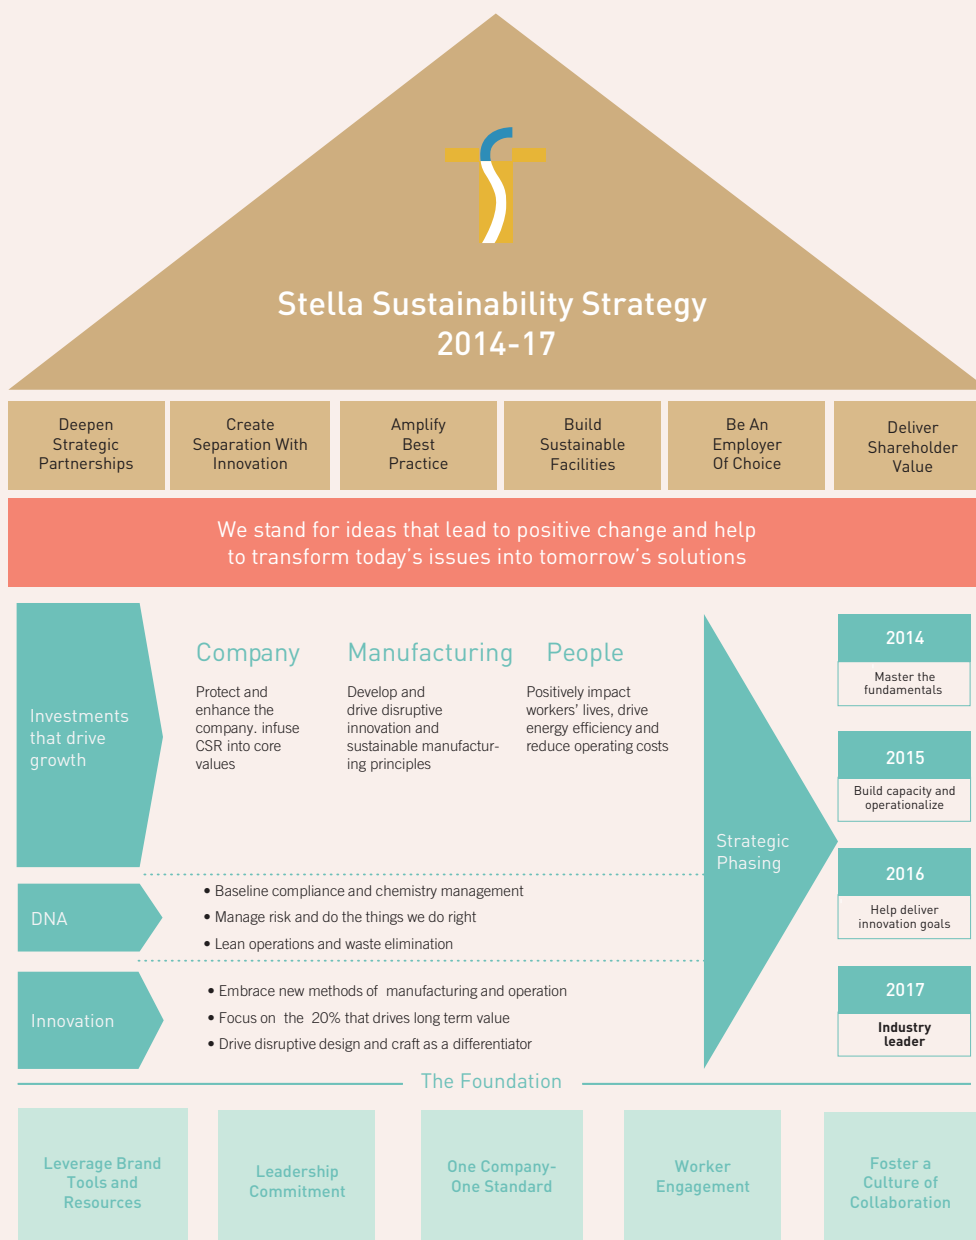 Stella Sustainability Strategy
2014-17
Deepen
Strategic
Partnerships
Create
Separation With
Innovation
Amplify
Best
Practice
Build
Sustainable
Facilities
Be An
Employer
Of Choice
Deliver
Shareholder
Value
We stand for ideas that lead to positive change and help
to transform today's issues into tomorrow's solutions
Investments
that drive
growth
Company
Protect and
enhance the
company. infuse
CSR into core
values
Manufacturing
Develop and
drive disruptive
innovation and
sustainable manufactur-
ing principles
People
Positively impact
workers' lives, drive
energy efficiency and
reduce operating costs
DNA
• Baseline compliance and chemistry management
• Manage risk and do the things we do right
• Lean operations and waste elimination
Innovation
• Embrace new methods of manufacturing and operation
• Focus on the 20% that drives long term value
• Drive disruptive design and craft as a differentiator
Strategic
Phasing
2014
Master the
fundamentals
2015
Build capacity and
operationalize
2016
Help deliver
innovation goals
2017
Industry
leader
The Foundation
Leverage Brand
Tools and
Resources
Leadership
Commitment
One Company-
One Standard
Worker
Engagement
Foster a
Culture of
Collaboration